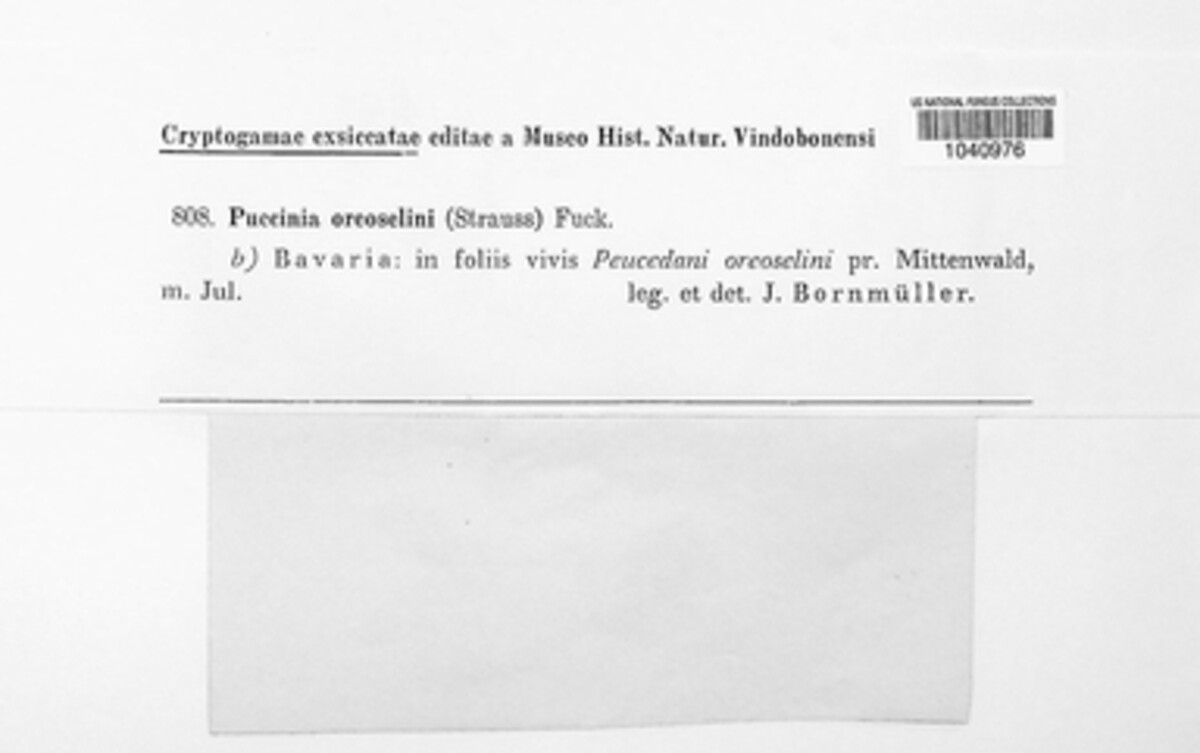 US NATIONAL FUNGUS COLLECTIONS
1040976
Cryptogamae exsiccatae editae a Museo Hist. Natur. Vindobonensi
808. Puccinia oreoselini (Strauss) Fuck.
b) Bavaria: in foliis vivis Peucedani oreoselini pr. Mittenwald,
m. Jul. leg. et det. J. Bornmüller.